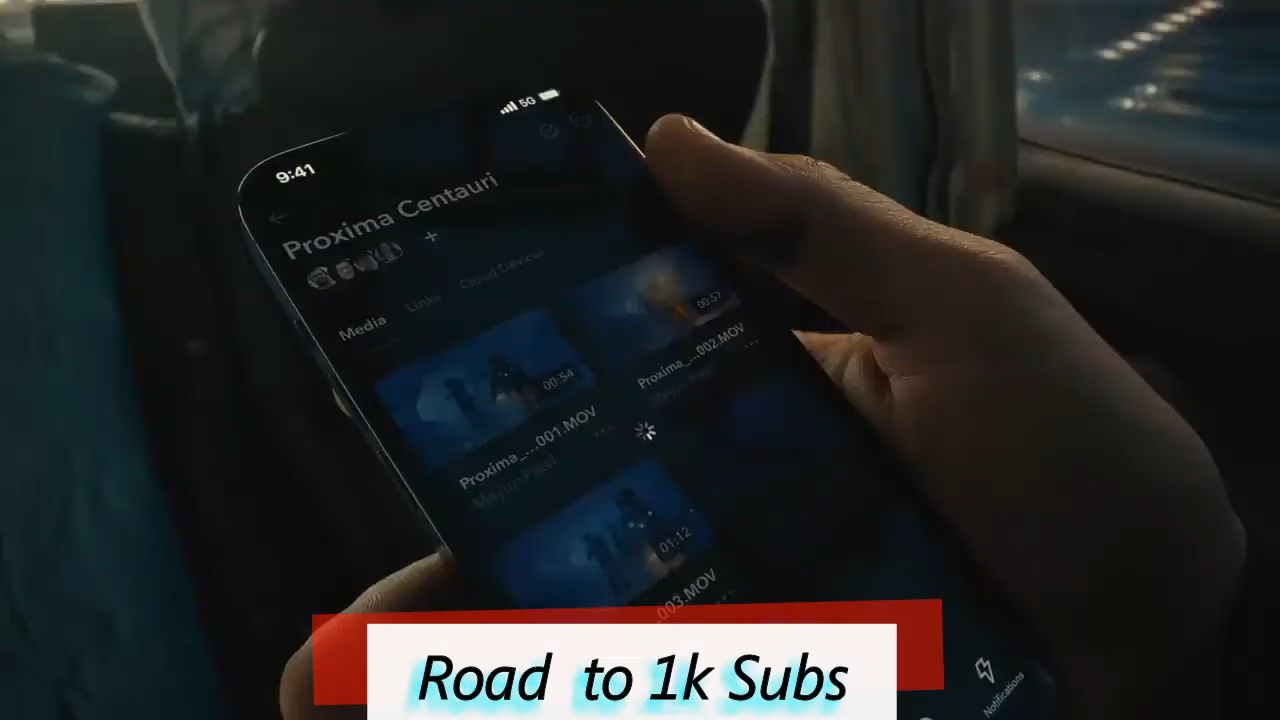 5G
9:41
Proxima Centauri
+
Media Links Cloud Devices
00:54
00:57
Proxima_...001.MOV
Proxima_...002.MOV
01:12
003.MOV
Notifications
Road to 1k Subs